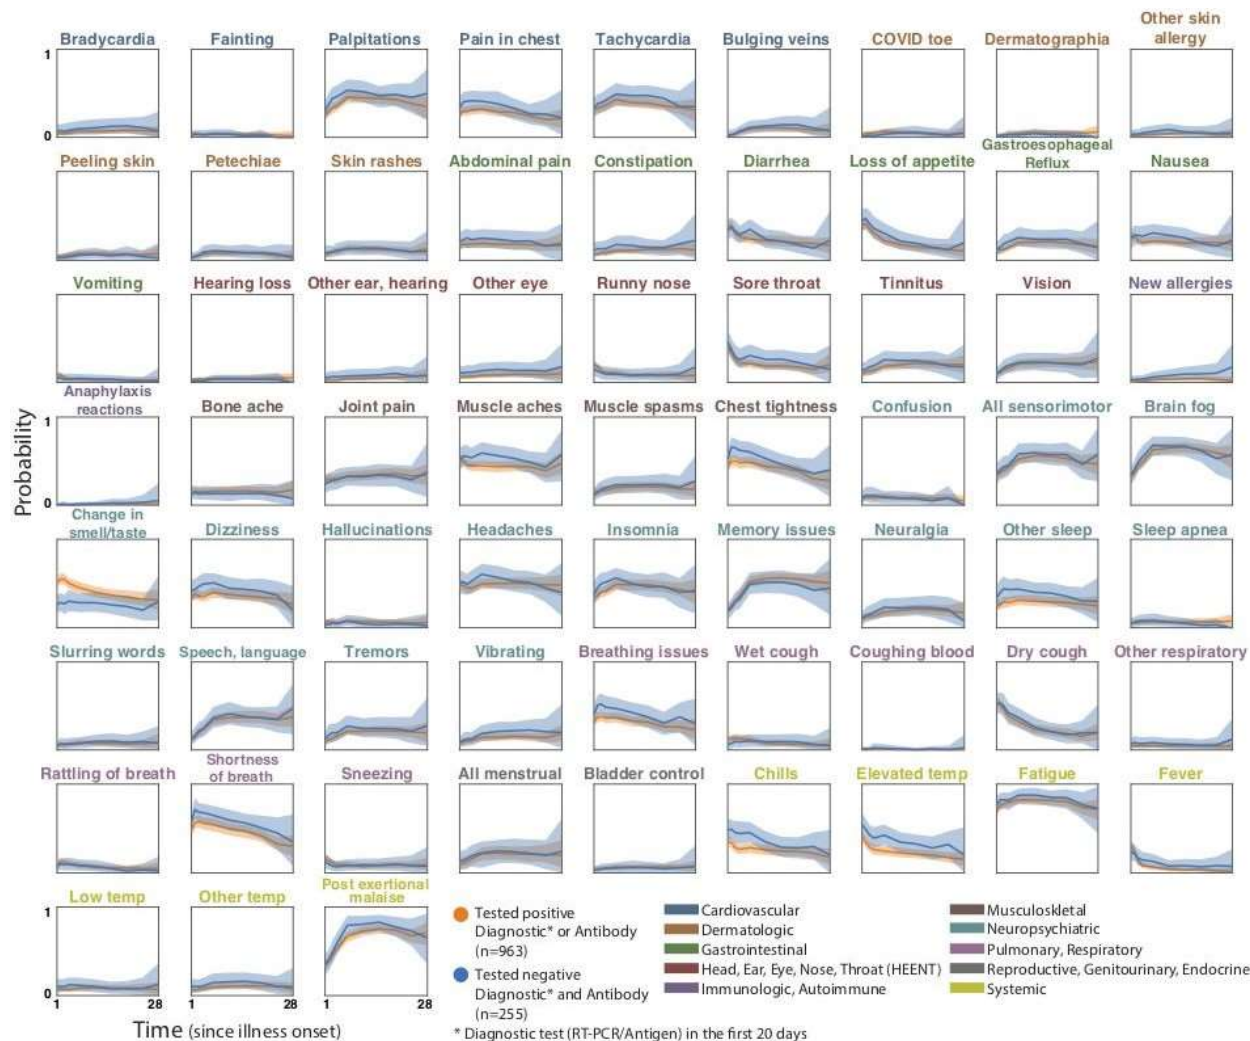 Bradycardia Fainting Palpitations Pain in chest Tachycardia Bulging veins COVID toe Dermatographia Other skin allergy
1
0
Peeling skin Petechiae Skin rashes Abdominal pain Constipation Diarrhea Loss of appetite Gastroesophageal Reflux Nausea
Vomiting Hearing loss Other ear, hearing Other eye Runny nose Sore throat Tinnitus Vision New allergies
Anaphylaxis reactions Bone ache Joint pain Muscle aches Muscle spasms Chest tightness Confusion All sensorimotor Brain fog
1
0
Probability
Change in smell/taste Dizziness Hallucinations Headaches Insomnia Memory issues Neuralgia Other sleep Sleep apnea
Slurring words Speech, language Tremors Vibrating Breathing issues Wet cough Coughing blood Dry cough Other respiratory
Rattling of breath Shortness of breath Sneezing All menstrual Bladder control Chills Elevated temp Fatigue Fever
Low temp Other temp Post exertional malaise
1
0
1 28 1 28 1 28
Time (since illness onset)
Tested positive
Diagnostic* or Antibody
(n=963)
Tested negative
Diagnostic* and Antibody
(n=255)
* Diagnostic test (RT-PCR/Antigen) in the first 20 days
Cardiovascular
Dermatologic
Gastrointestinal
Head, Ear, Eye, Nose, Throat (HEENT)
Immunologic, Autoimmune
Muscloskletal
Neuropsychiatric
Pulmonary, Respiratory
Reproductive, Genitourinary, Endocrine
Systemic